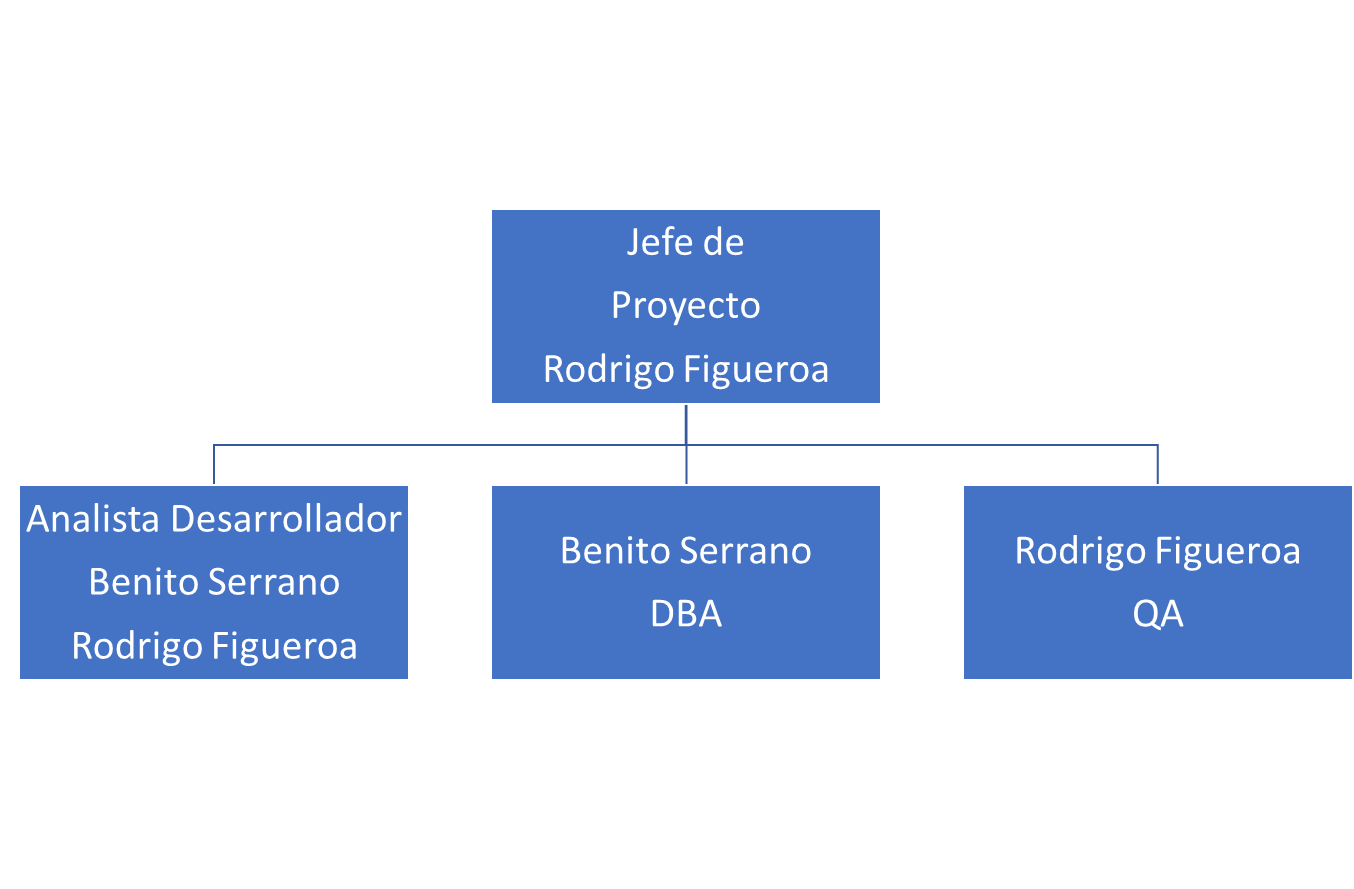 Jefe de
Proyecto
Rodrigo Figueroa
Analista Desarrollador
Benito Serrano
Rodrigo Figueroa
Benito Serrano
DBA
Rodrigo Figueroa
QA